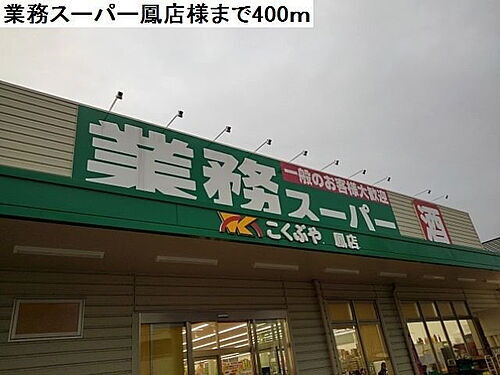 業務スーパー鳳店様まで400m
一般のお客様大歓迎
業務スーパー
酒
こくぶや 鳳店